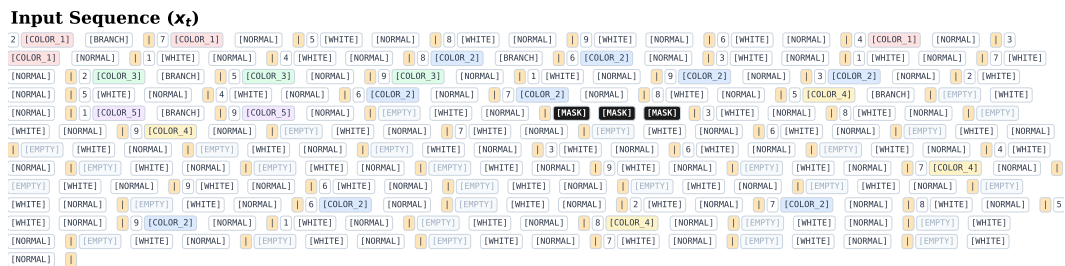 Input Sequence (xₜ)
2 [COLOR_1] [BRANCH] | 7 [COLOR_1] [NORMAL] | 5 [WHITE] [NORMAL] | 8 [WHITE] [NORMAL] | 9 [WHITE] [NORMAL] | 6 [WHITE] [NORMAL] | 4 [COLOR_1] [NORMAL] | 3
[COLOR_1] [NORMAL] | 1 [WHITE] [NORMAL] | 4 [WHITE] [NORMAL] | 8 [COLOR_2] [BRANCH] | 6 [COLOR_2] [NORMAL] | 3 [WHITE] [NORMAL] | 1 [WHITE] [NORMAL] | 7 [WHITE]
[NORMAL] | 2 [COLOR_3] [BRANCH] | 5 [COLOR_3] [NORMAL] | 9 [COLOR_3] [NORMAL] | 1 [WHITE] [NORMAL] | 9 [COLOR_2] [NORMAL] | 3 [COLOR_2] [NORMAL] | 2 [WHITE]
[NORMAL] | 5 [WHITE] [NORMAL] | 4 [WHITE] [NORMAL] | 6 [COLOR_2] [NORMAL] | 7 [COLOR_2] [NORMAL] | 8 [WHITE] [NORMAL] | 5 [COLOR_4] [BRANCH] | [EMPTY] [WHITE]
[NORMAL] | 1 [COLOR_5] [BRANCH] | 9 [COLOR_5] [NORMAL] | [EMPTY] [WHITE] [NORMAL] | [MASK] [MASK] [MASK] | 3 [WHITE] [NORMAL] | 8 [WHITE] [NORMAL] | [EMPTY]
[WHITE] [NORMAL] | 9 [COLOR_4] [NORMAL] | [EMPTY] [WHITE] [NORMAL] | 7 [WHITE] [NORMAL] | [EMPTY] [WHITE] [NORMAL] | 6 [WHITE] [NORMAL] | [EMPTY] [WHITE] [NORMAL]
| [EMPTY] [WHITE] [NORMAL] | [EMPTY] [WHITE] [NORMAL] | [EMPTY] [WHITE] [NORMAL] | 3 [WHITE] [NORMAL] | 6 [WHITE] [NORMAL] | [EMPTY] [WHITE] [NORMAL] | 4 [WHITE]
[NORMAL] | [EMPTY] [WHITE] [NORMAL] | [EMPTY] [WHITE] [NORMAL] | [EMPTY] [WHITE] [NORMAL] | 9 [WHITE] [NORMAL] | [EMPTY] [WHITE] [NORMAL] | 7 [COLOR_4] [NORMAL] |
[EMPTY] [WHITE] [NORMAL] | 9 [WHITE] [NORMAL] | 6 [WHITE] [NORMAL] | [EMPTY] [WHITE] [NORMAL] | [EMPTY] [WHITE] [NORMAL] | [EMPTY] [WHITE] [NORMAL] | [EMPTY]
[WHITE] [NORMAL] | [EMPTY] [WHITE] [NORMAL] | 6 [COLOR_2] [NORMAL] | [EMPTY] [WHITE] [NORMAL] | 2 [WHITE] [NORMAL] | 7 [COLOR_2] [NORMAL] | 8 [WHITE] [NORMAL] | 5
[WHITE] [NORMAL] | 9 [COLOR_2] [NORMAL] | 1 [WHITE] [NORMAL] | [EMPTY] [WHITE] [NORMAL] | 8 [COLOR_4] [NORMAL] | [EMPTY] [WHITE] [NORMAL] | [EMPTY] [WHITE]
[NORMAL] | [EMPTY] [WHITE] [NORMAL] | [EMPTY] [WHITE] [NORMAL] | [EMPTY] [WHITE] [NORMAL] | 7 [WHITE] [NORMAL] | [EMPTY] [WHITE] [NORMAL] | [EMPTY] [WHITE]
[NORMAL] |